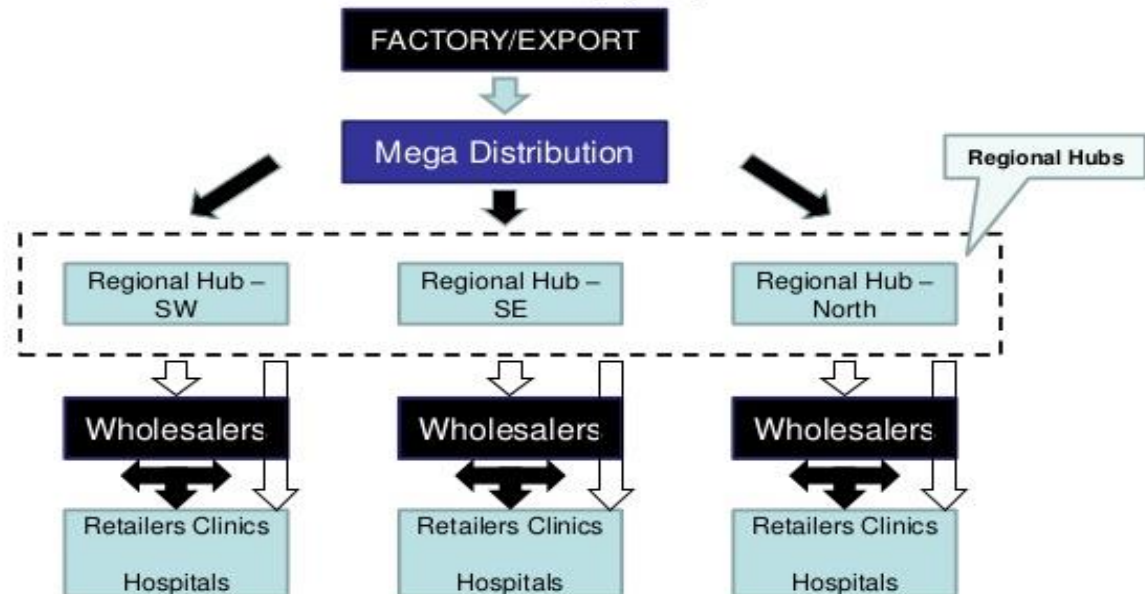 FACTORY/EXPORT
Mega Distribution
Regional Hubs
Regional Hub –
SW
Regional Hub –
SE
Regional Hub –
North
Wholesalers
Wholesalers
Wholesalers
Retailers Clinics
Hospitals
Retailers Clinics
Hospitals
Retailers Clinics
Hospitals